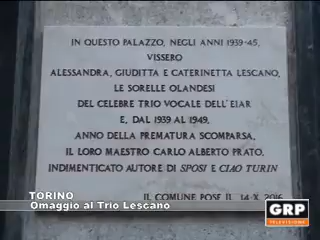 IN QUESTO PALAZZO, NEGLI ANNI 1939-45,
VISSERO
ALESSANDRA, GIUDITTA E CATERINETTA LESCANO,
LE SORELLE OLANDESI
DEL CELEBRE TRIO VOCALE DELL'EIAR
E, DAL 1939 AL 1949,
ANNO DELLA PREMATURA SCOMPARSA,
IL LORO MAESTRO CARLO ALBERTO PRATO,
INDIMENTICATO AUTORE DI SPOSI E CIAO TURIN
IL COMUNE POSE IL 14.X.2016
TORINO
Omaggio al Trio Lescano
GRP
TELEVISIONE